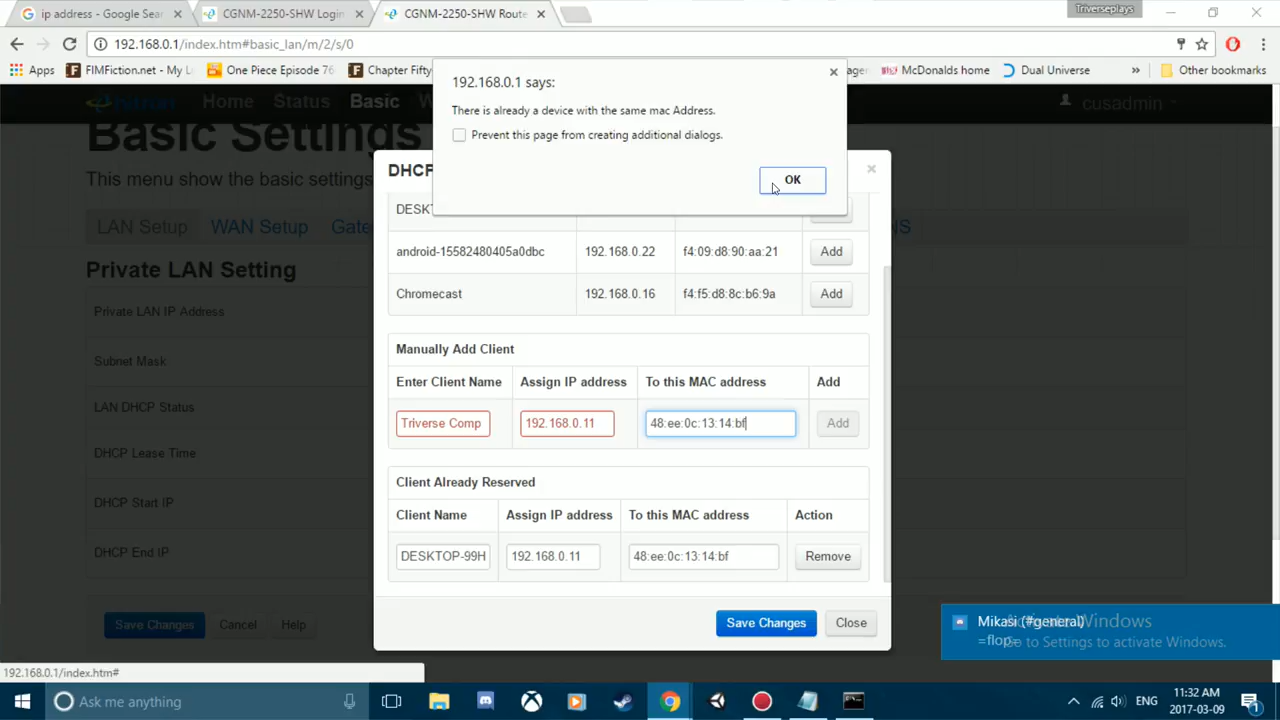 ip address - Google Sea
CGNM-2250-SHW Login
CGNM-2250-SHW Route
Triverseplays
192.168.0.1/index.htm#basic_lan/m/2/s/0
Apps
FIMFiction.net - My L
One Piece Episode 76
Chapter Fifty
ager
McDonalds home
Dual Universe
»
Other bookmarks
192.168.0.1 says:
There is already a device with the same mac Address.
Prevent this page from creating additional dialogs.
OK
Home Status Basic W
cusadmin
Basic Settings
This menu show the basic settings
LAN Setup WAN Setup Gate
NS
Private LAN Setting
Private LAN IP Address
Subnet Mask
LAN DHCP Status
DHCP Lease Time
DHCP Start IP
DHCP End IP
Save Changes Cancel Help
DHCP
DESKT
android-15582480405a0dbc 192.168.0.22 f4:09:d8:90:aa:21 Add
Chromecast 192.168.0.16 f4:f5:d8:8c:b6:9a Add
Manually Add Client
Enter Client Name Assign IP address To this MAC address Add
Triverse Comp 192.168.0.11 48:ee:0c:13:14:bf Add
Client Already Reserved
Client Name Assign IP address To this MAC address Action
DESKTOP-99H 192.168.0.11 48:ee:0c:13:14:bf Remove
Save Changes Close
Mikasi (#general)
=flop=
Activate Windows
Go to Settings to activate Windows.
192.168.0.1/index.htm#
Ask me anything
ENG
11:32 AM
2017-03-09
1